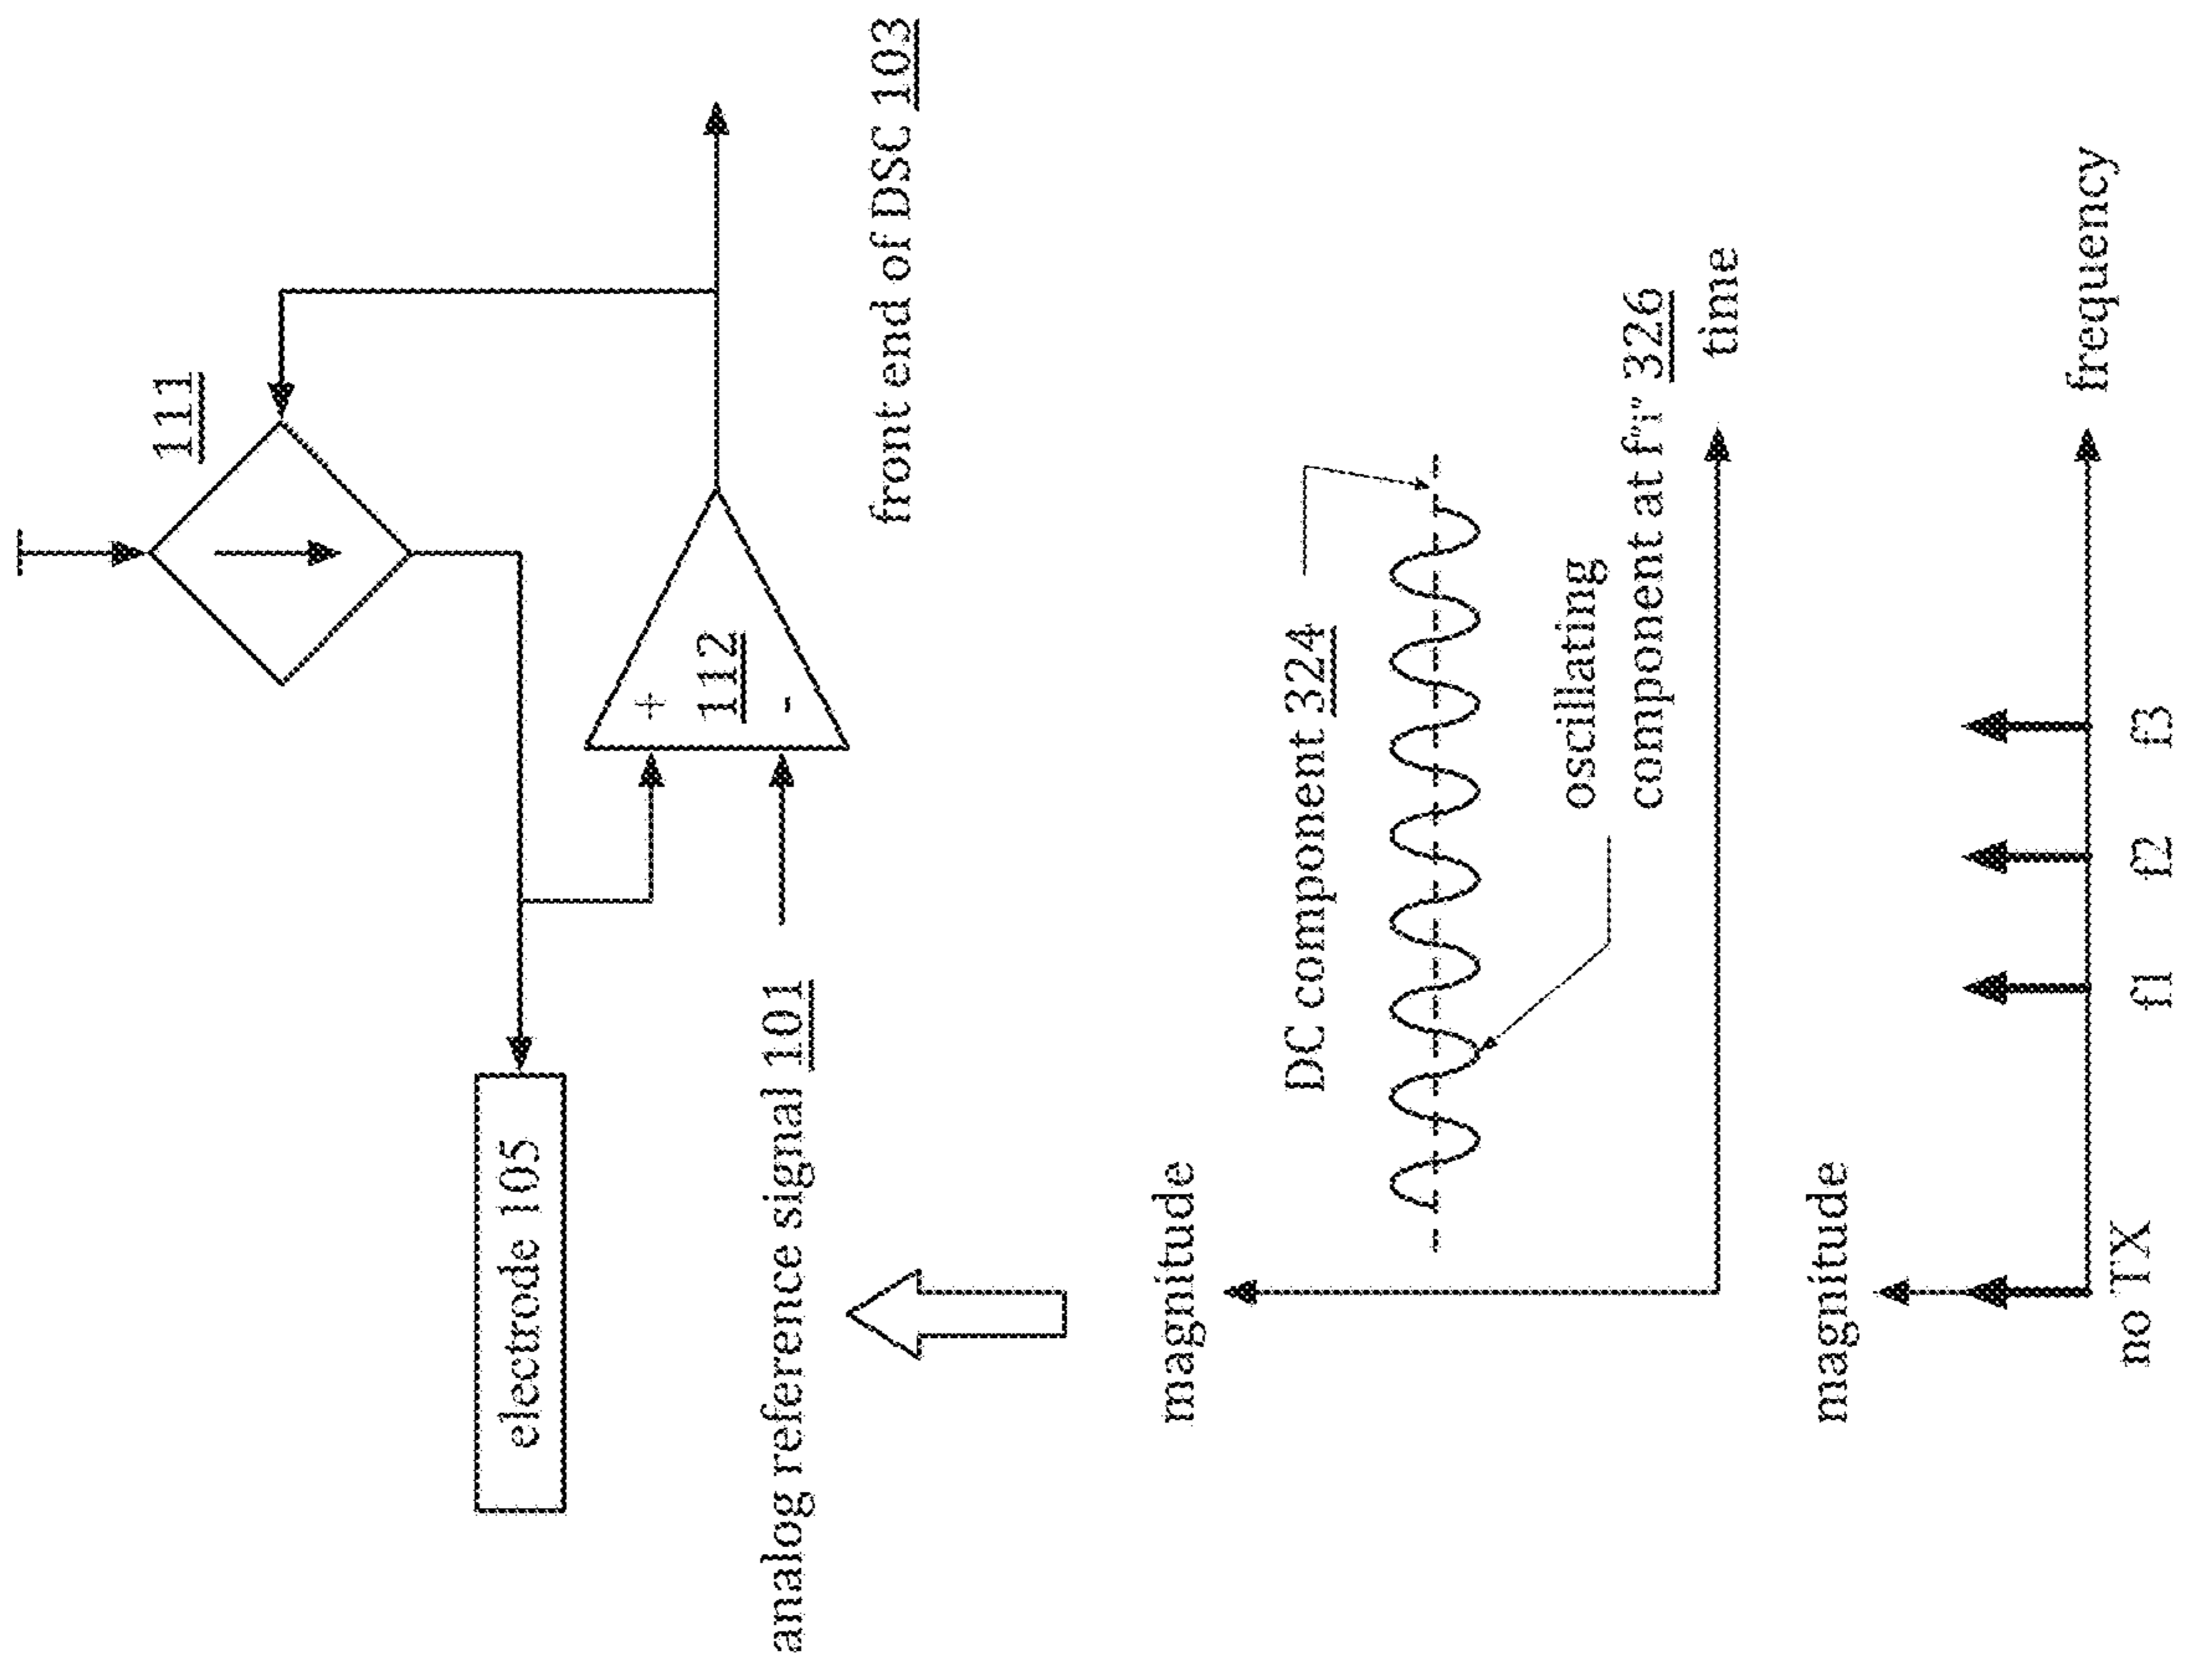 111
electrode 105
+
112
-
analog reference signal 101
front end of DSC 103
magnitude
DC component 324
oscillating
component at f"i" 326
time
magnitude
no TX
f1
f2
f3
frequency